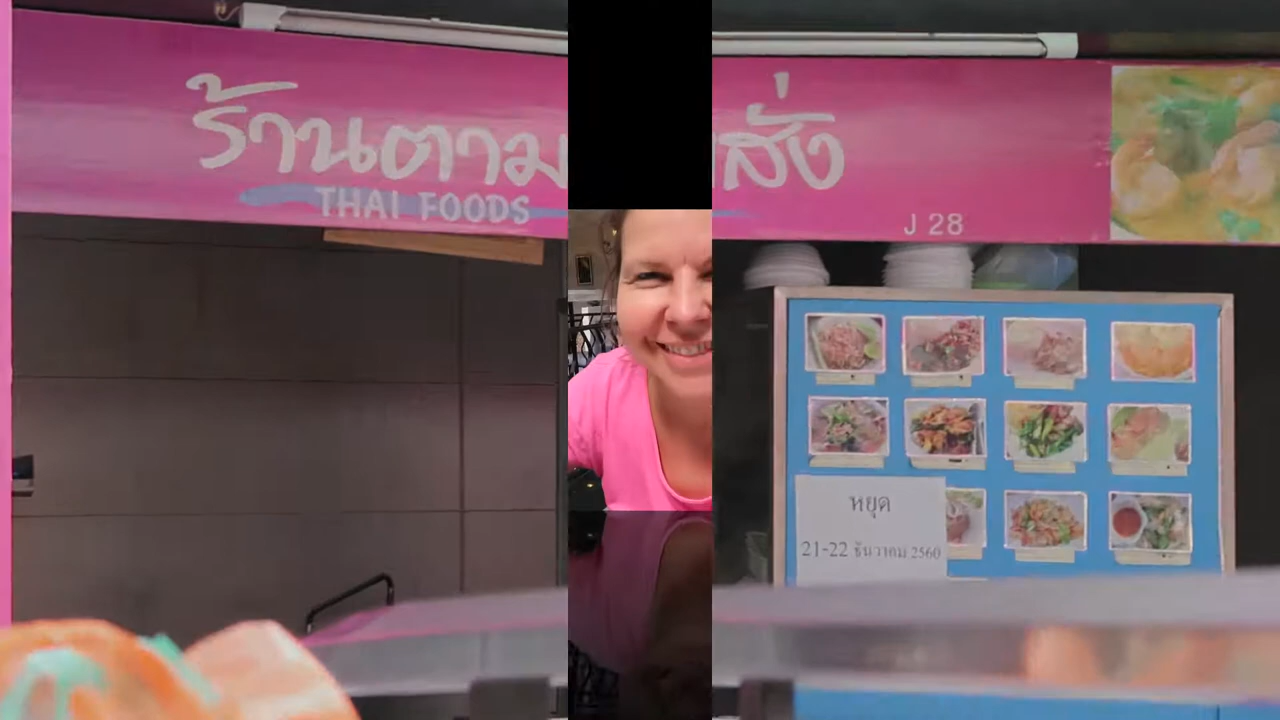 ร้านตาม
สั่ง
THAI FOODS
J 28
หยุด
21-22 ธันวาคม 2560